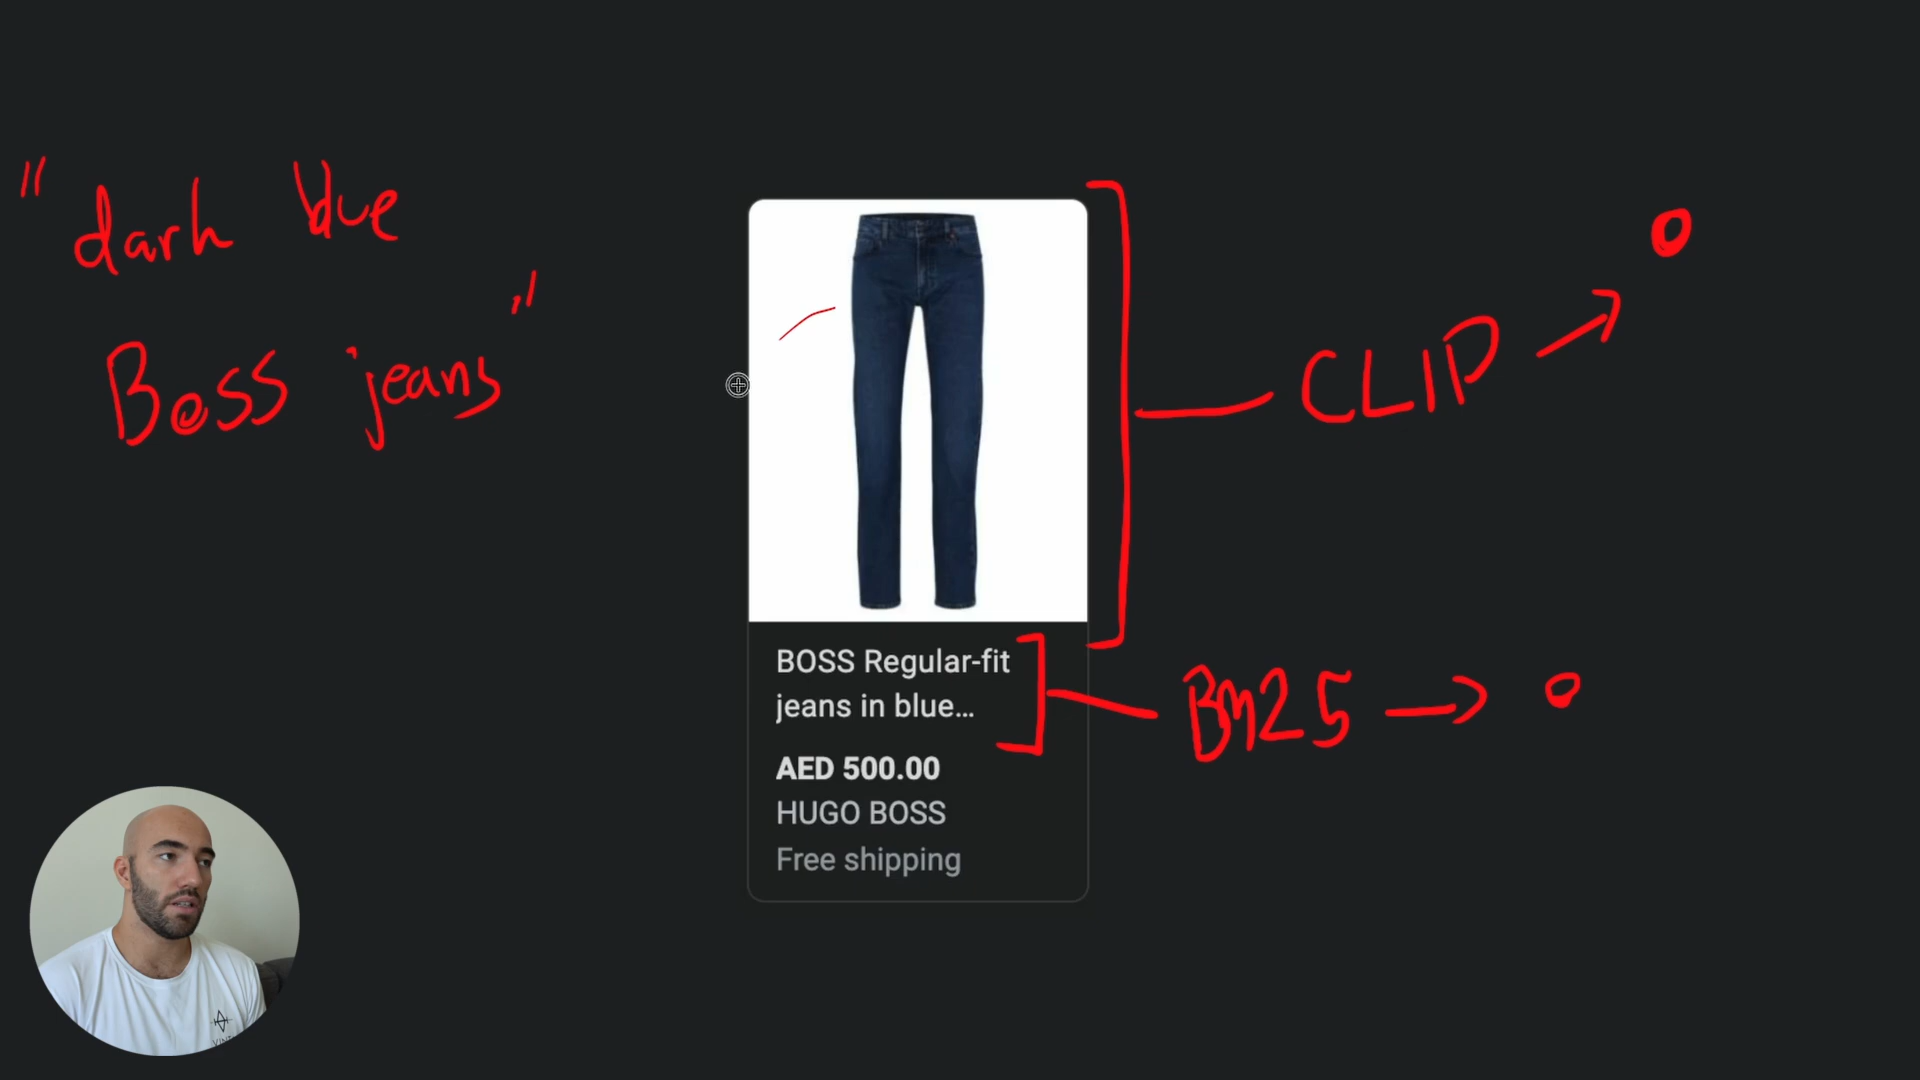 "dark blue
Boss jeans"
CLIP
BOSS Regular-fit
jeans in blue...
BM25
AED 500.00
HUGO BOSS
Free shipping